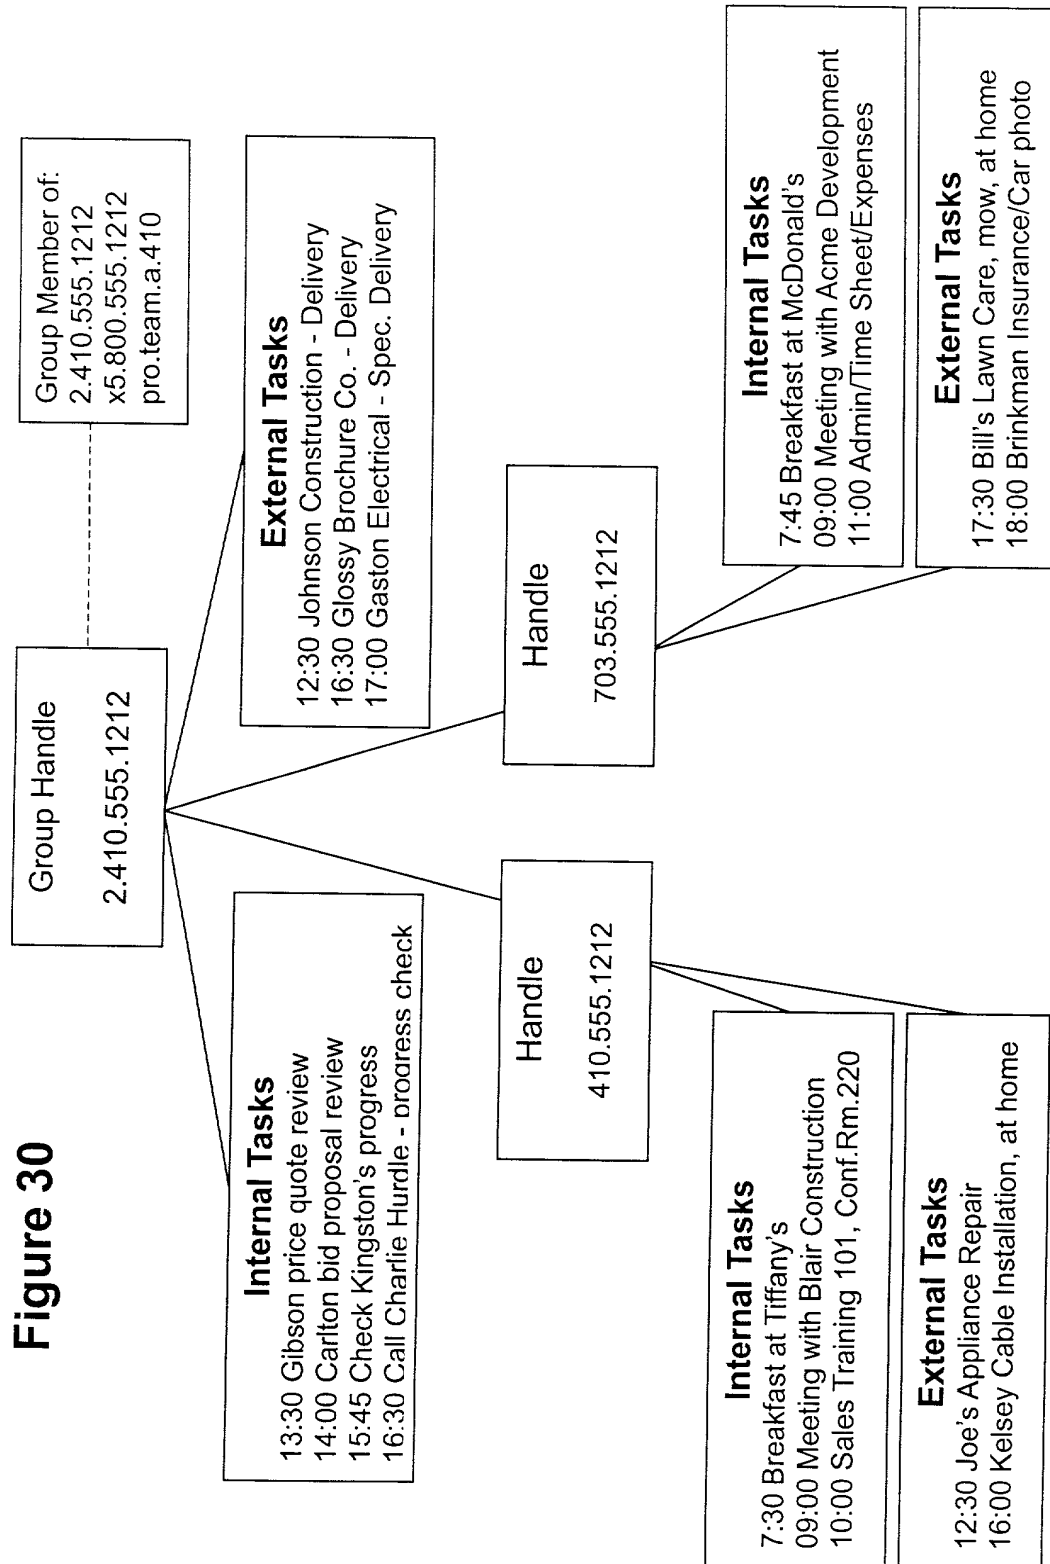 Figure 30
Group Handle
2.410.555.1212
Group Member of:
2.410.555.1212
x5.800.555.1212
pro.team.a.410
Internal Tasks
13:30 Gibson price quote review
14:00 Carlton bid proposal review
15:45 Check Kingston's progress
16:30 Call Charlie Hurdle - progress check
External Tasks
12:30 Johnson Construction - Delivery
16:30 Glossy Brochure Co. - Delivery
17:00 Gaston Electrical - Spec. Delivery
Handle
410.555.1212
Handle
703.555.1212
Internal Tasks
7:30 Breakfast at Tiffany's
09:00 Meeting with Blair Construction
10:00 Sales Training 101, Conf.Rm.220
External Tasks
12:30 Joe's Appliance Repair
16:00 Kelsey Cable Installation, at home
Internal Tasks
7:45 Breakfast at McDonald's
09:00 Meeting with Acme Development
11:00 Admin/Time Sheet/Expenses
External Tasks
17:30 Bill's Lawn Care, mow, at home
18:00 Brinkman Insurance/Car photo